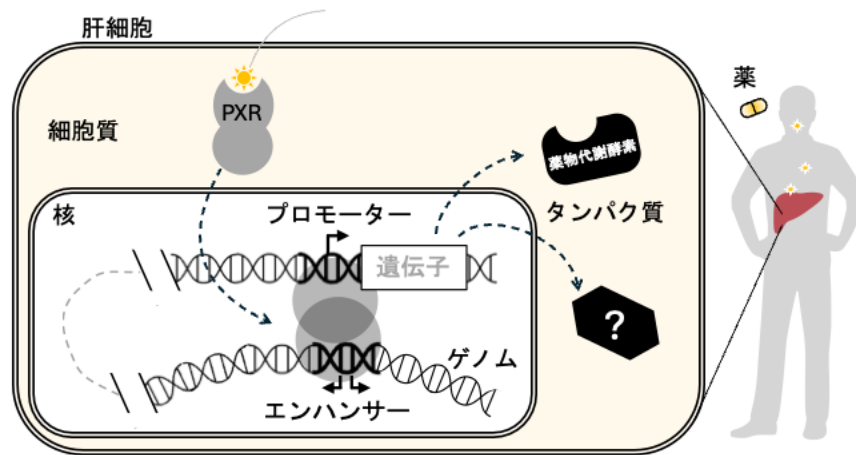 肝細胞
薬
PXR
細胞質
薬物代謝酵素
核
プロモーター
タンパク質
遺伝子
?
ゲノム
エンハンサー